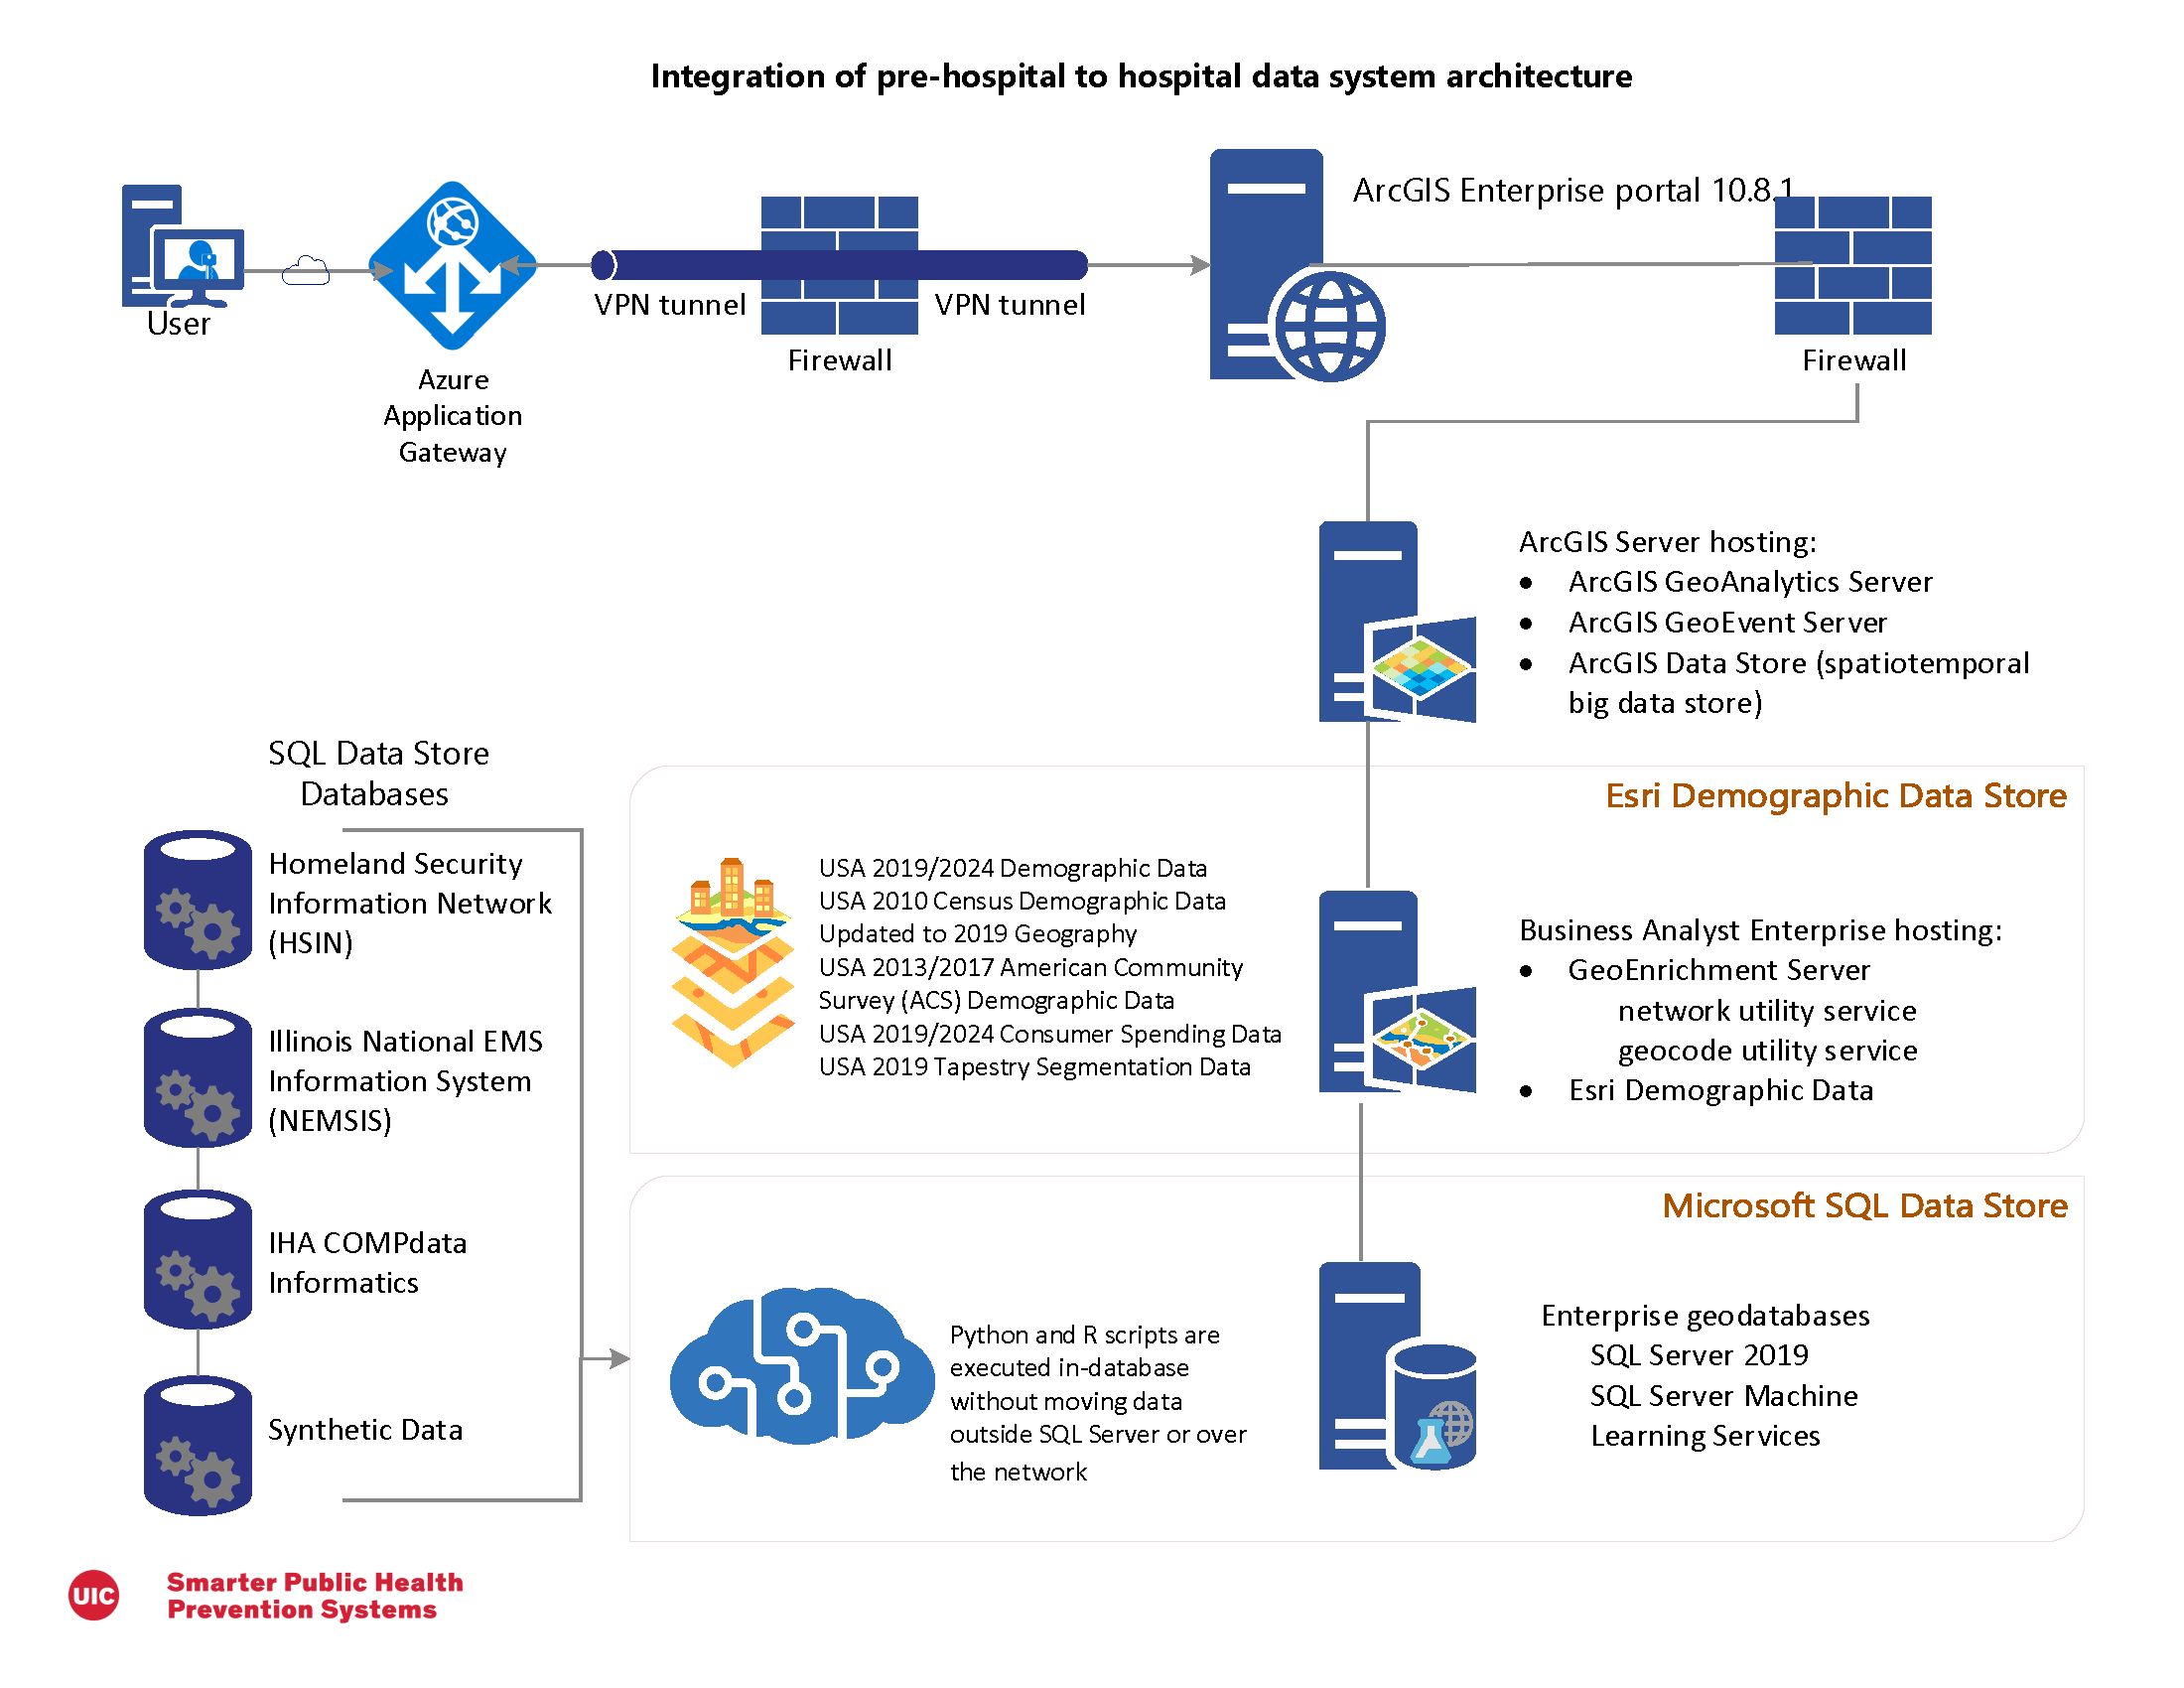 Integration of pre-hospital to hospital data system architecture
User
Azure
Application
Gateway
VPN tunnel
VPN tunnel
Firewall
ArcGIS Enterprise portal 10.8.1
Firewall
ArcGIS Server hosting:
• ArcGIS GeoAnalytics Server
• ArcGIS GeoEvent Server
• ArcGIS Data Store (spatiotemporal
big data store)
SQL Data Store
Databases
Homeland Security
Information Network
(HSIN)
Illinois National EMS
Information System
(NEMSIS)
IHA COMPdata
Informatics
Synthetic Data
Esri Demographic Data Store
USA 2019/2024 Demographic Data
USA 2010 Census Demographic Data
Updated to 2019 Geography
USA 2013/2017 American Community
Survey (ACS) Demographic Data
USA 2019/2024 Consumer Spending Data
USA 2019 Tapestry Segmentation Data
Business Analyst Enterprise hosting:
• GeoEnrichment Server
network utility service
geocode utility service
• Esri Demographic Data
Microsoft SQL Data Store
Python and R scripts are
executed in-database
without moving data
outside SQL Server or over
the network
Enterprise geodatabases
SQL Server 2019
SQL Server Machine
Learning Services
UIC
Smarter Public Health
Prevention Systems